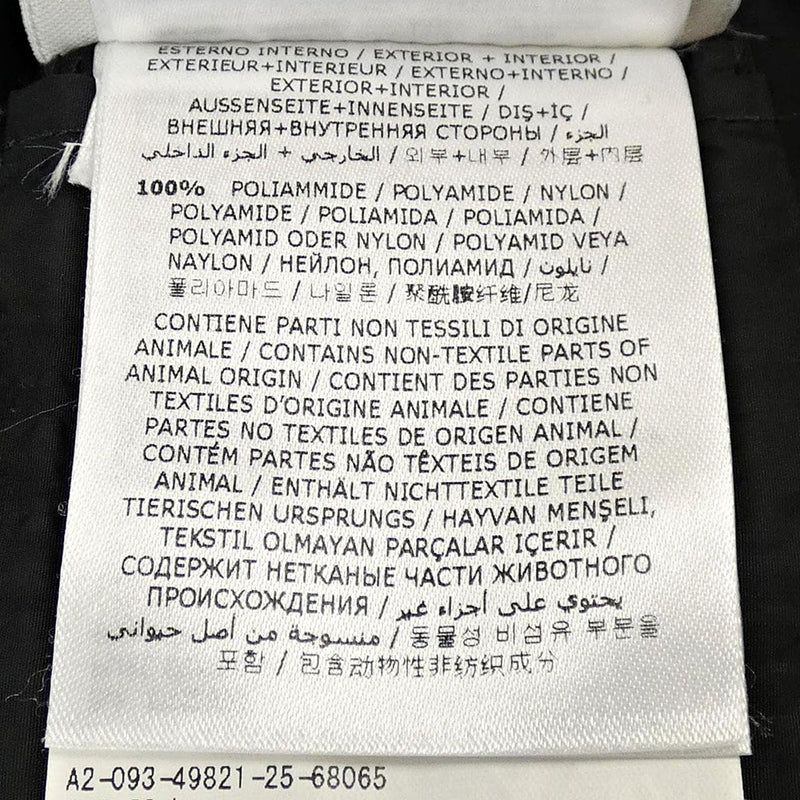 ESTERNO INTERNO / EXTERIOR + INTERIOR /
EXTERIEUR+INTERIEUR / EXTERNO+INTERNO /
EXTERIOR+INTERIOR /
AUSSENSEITE+INNENSEITE / DIŞ+İÇ /
ВНЕШНЯЯ+ВНУТРЕННЯЯ СТОРОНЫ / الجزء
الخارجي + الجزء الداخلي / 외부+내부 / 外层+内层
100% POLIAMMIDE / POLYAMIDE / NYLON /
POLYAMIDE / POLIAMIDA / POLIAMIDA /
POLYAMID ODER NYLON / POLYAMID VEYA
NAYLON / НЕЙЛОН, ПОЛИАМИД / نايلون /
폴리아마드 / 나일론 / 聚酰胺纤维/尼龙
CONTIENE PARTI NON TESSILI DI ORIGINE
ANIMALE / CONTAINS NON-TEXTILE PARTS OF
ANIMAL ORIGIN / CONTIENT DES PARTIES NON
TEXTILES D'ORIGINE ANIMALE / CONTIENE
PARTES NO TEXTILES DE ORIGEN ANIMAL /
CONTÉM PARTES NÃO TÊXTEIS DE ORIGEM
ANIMAL / ENTHÄLT NICHTTEXTILE TEILE
TIERISCHEN URSPRUNGS / HAYVAN MENŞELİ,
TEKSTIL OLMAYAN PARÇALAR IÇERIR /
СОДЕРЖИТ НЕТКАНЫЕ ЧАСТИ ЖИВОТНОГО
ПРОИСХОЖДЕНИЯ / يحتوي على أجزاء غير
منسوجة من أصل حيواني / 동물성 비섬유 부분을
포함 / 包含动物性非纺织成分
A2-093-49821-25-68065